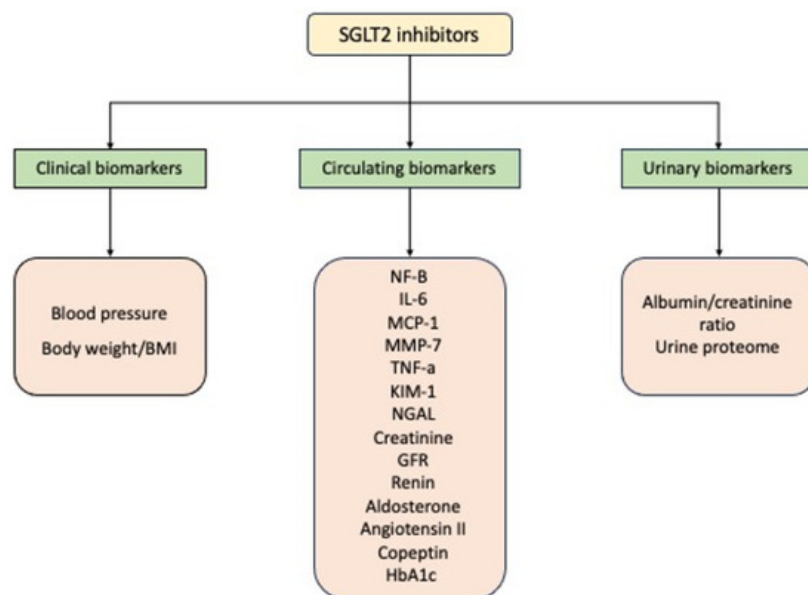 SGLT2 inhibitors
Clinical biomarkers
Circulating biomarkers
Urinary biomarkers
Blood pressure
Body weight/BMI
NF-B
IL-6
MCP-1
MMP-7
TNF-a
KIM-1
NGAL
Creatinine
GFR
Renin
Aldosterone
Angiotensin II
Copeptin
HbA1c
Albumin/creatinine
ratio
Urine proteome